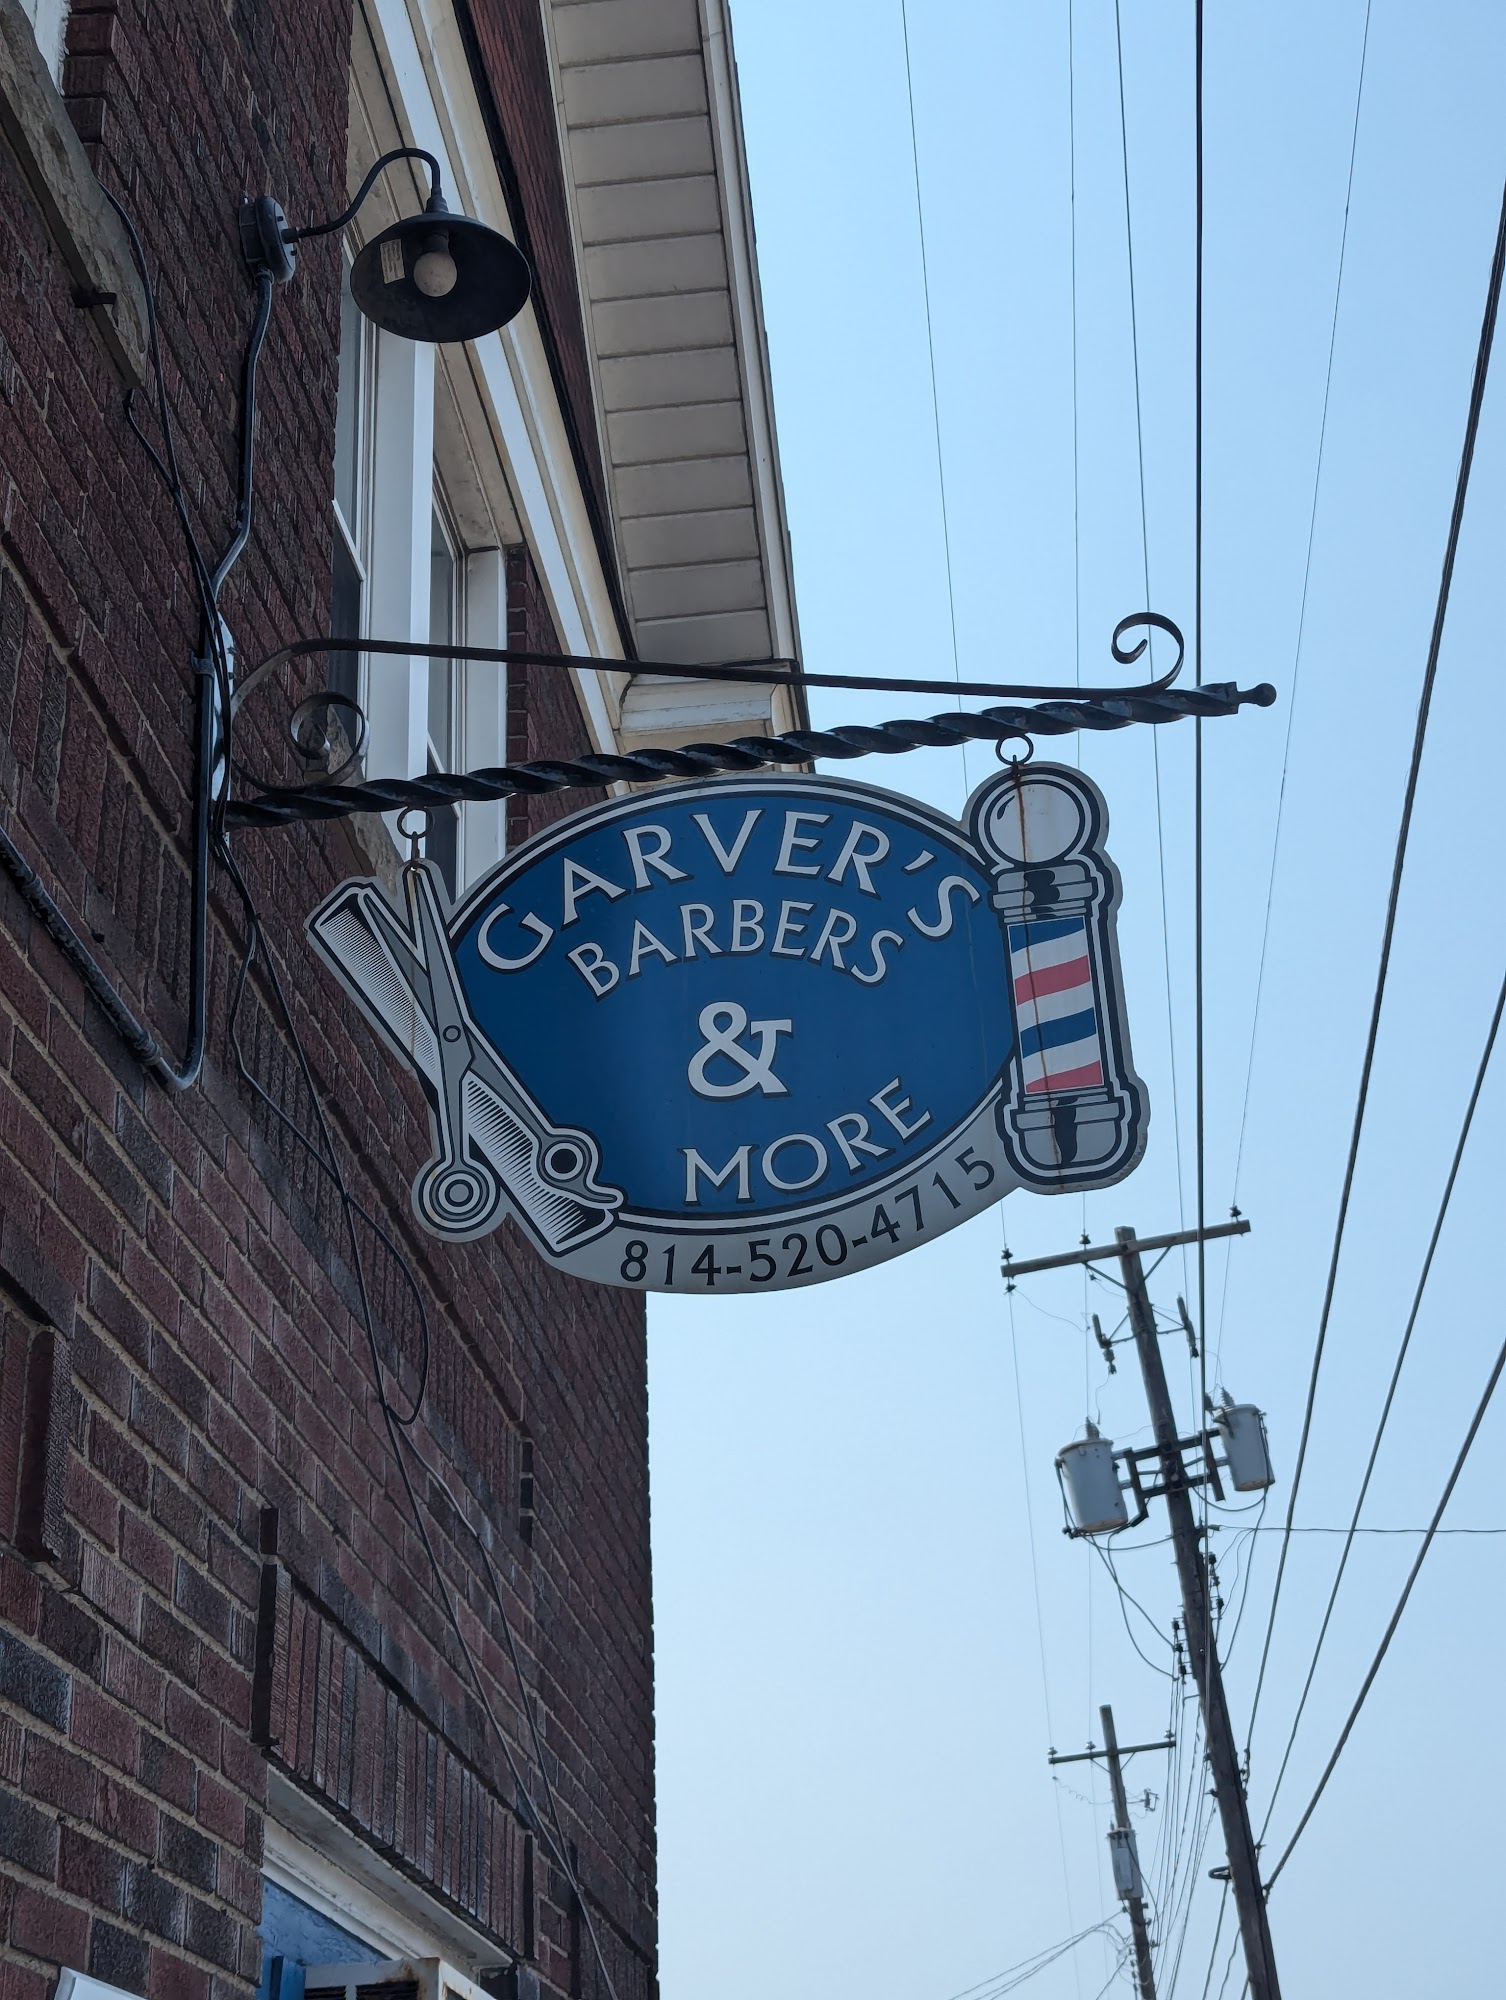 GARVER'S
BARBERS
&
MORE
814-520-4715